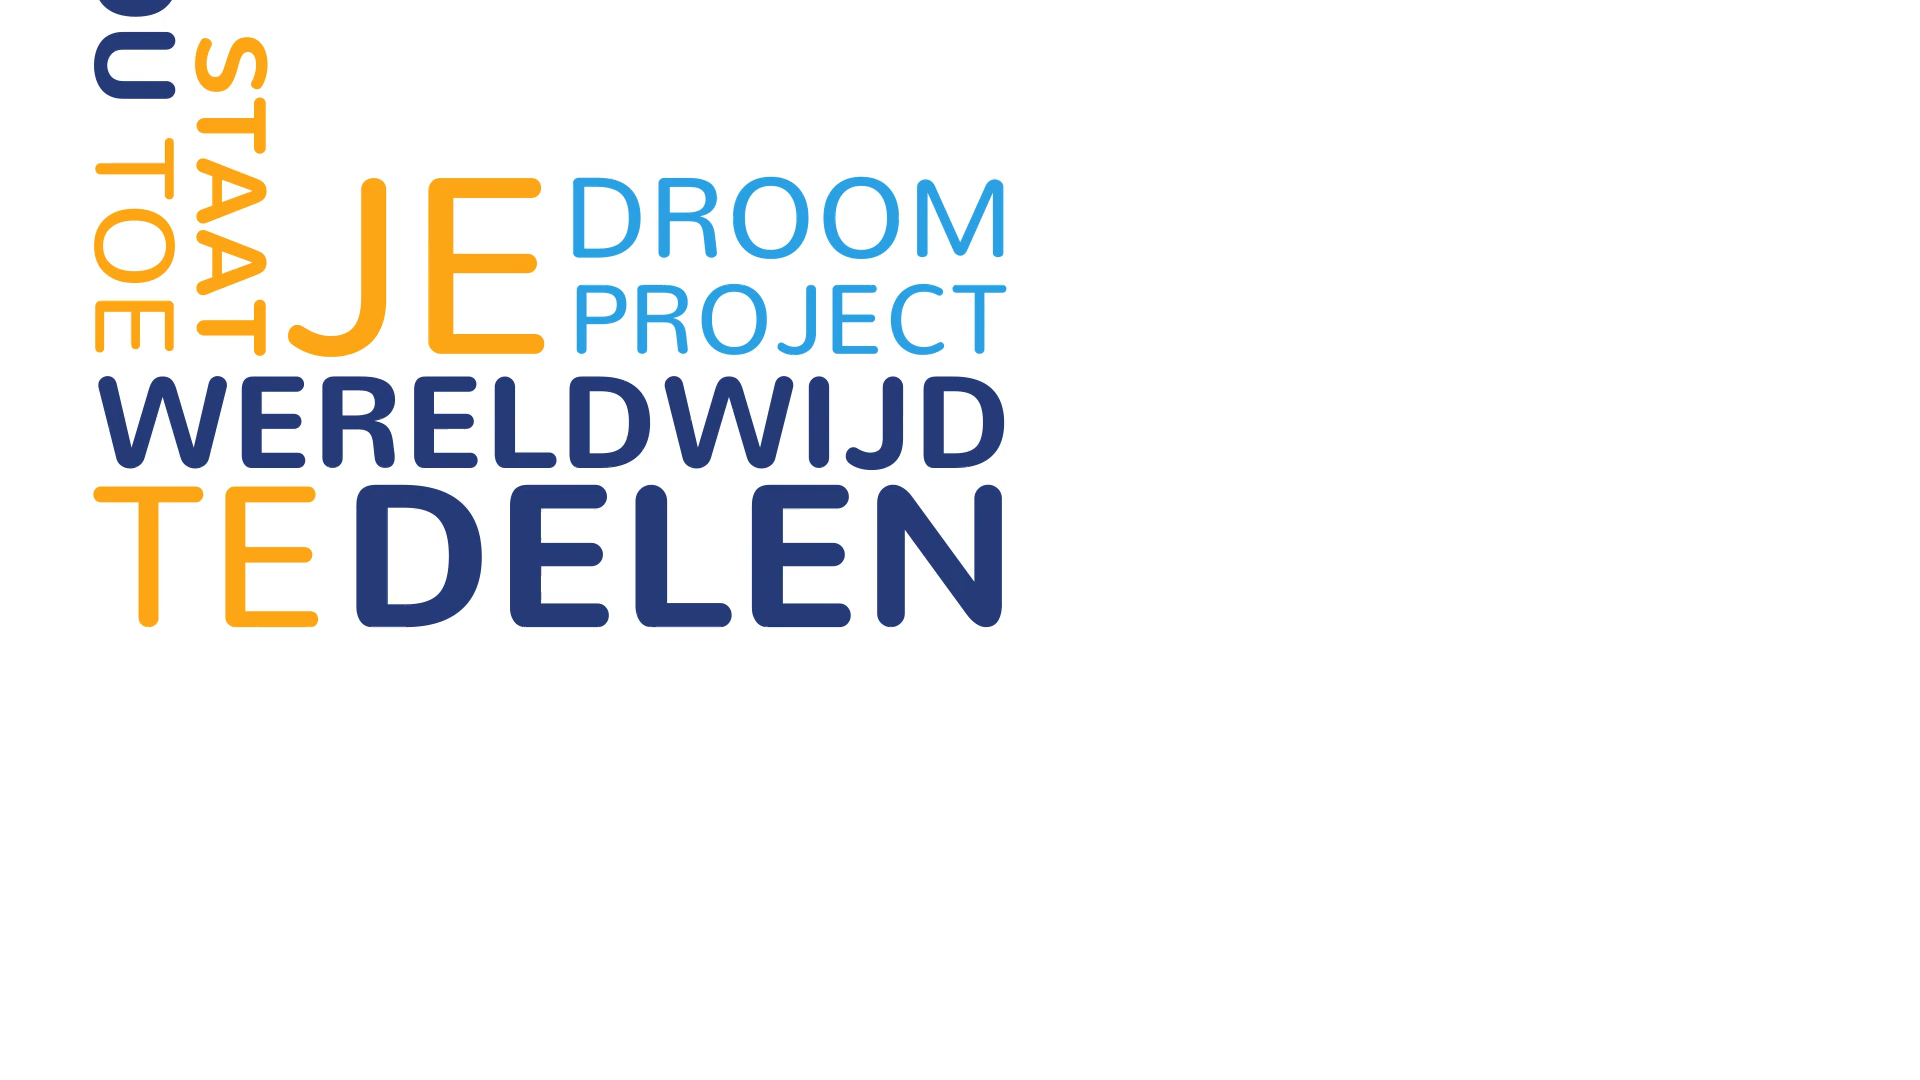 U TOE
STAAT
JE
DROOM
PROJECT
WERELDWIJD
TE DELEN